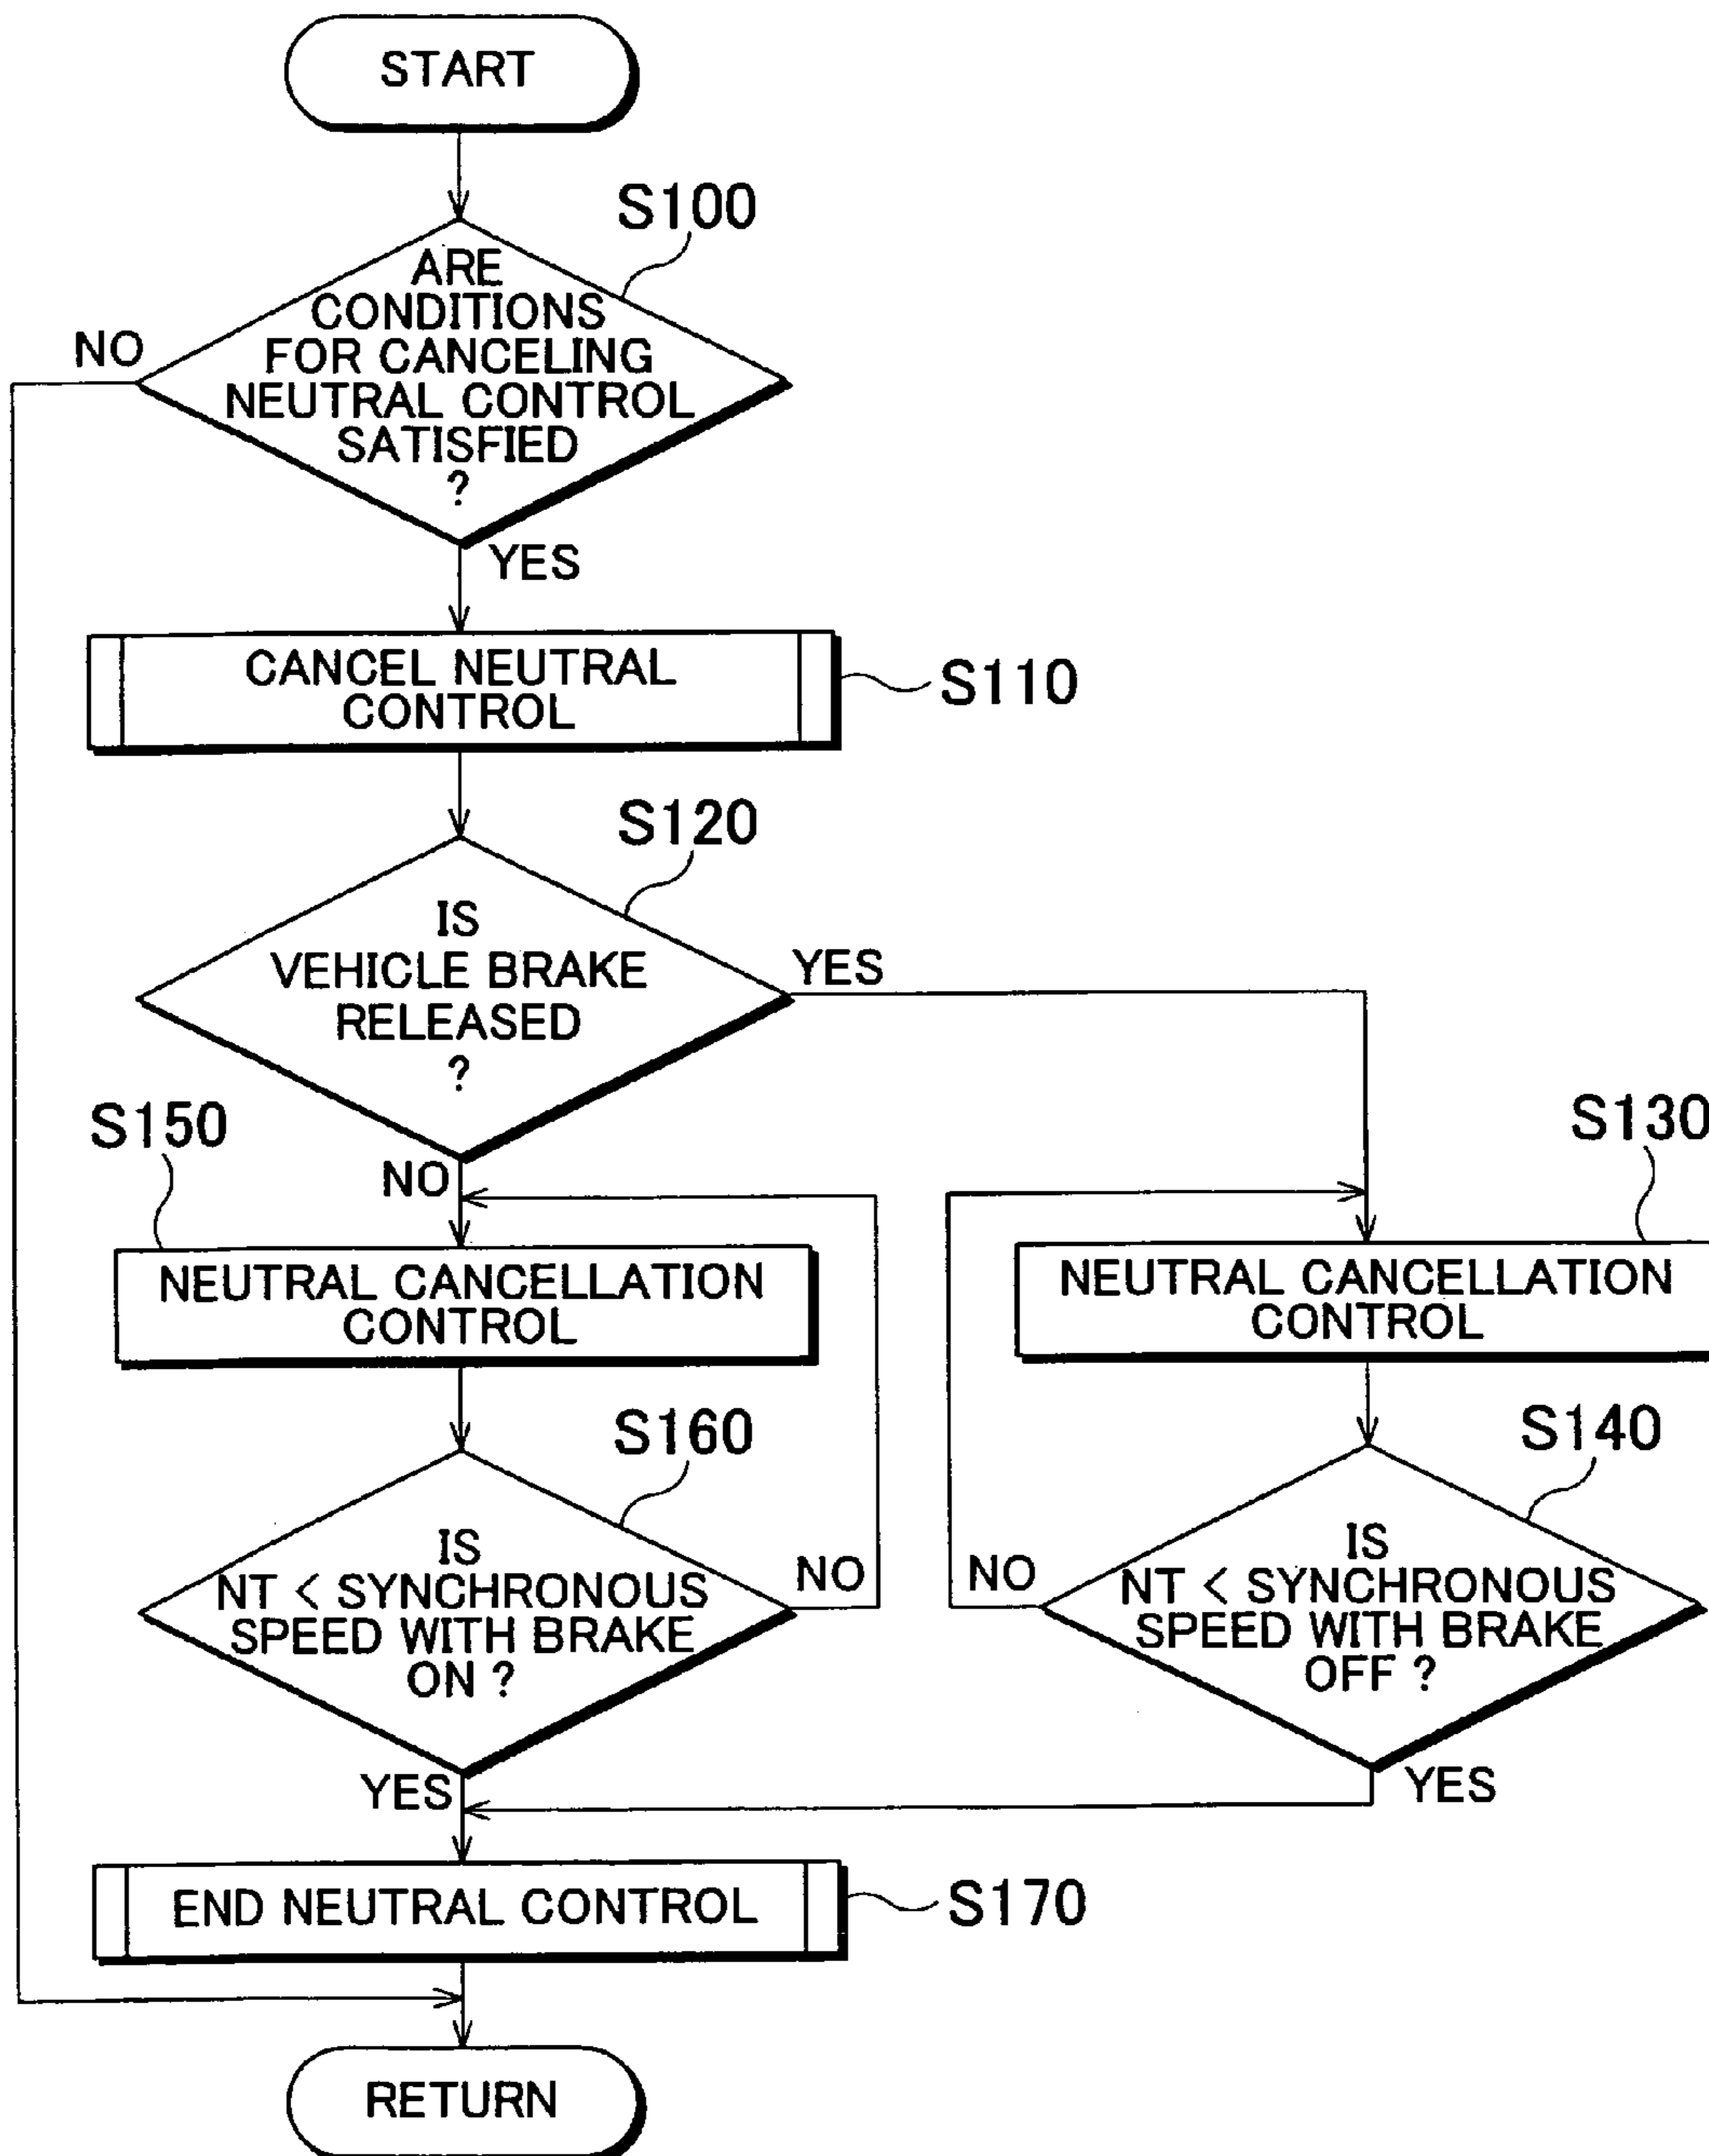 START
S100
ARE
CONDITIONS
FOR CANCELING
NEUTRAL CONTROL
SATISFIED
?
NO
YES
CANCEL NEUTRAL
CONTROL
S110
S120
IS
VEHICLE BRAKE
RELEASED
?
YES
NO
S150
NEUTRAL CANCELLATION
CONTROL
S130
NEUTRAL CANCELLATION
CONTROL
S160
IS
NT < SYNCHRONOUS
SPEED WITH BRAKE
ON ?
NO
YES
S140
IS
NT < SYNCHRONOUS
SPEED WITH BRAKE
OFF ?
NO
YES
END NEUTRAL CONTROL
S170
RETURN